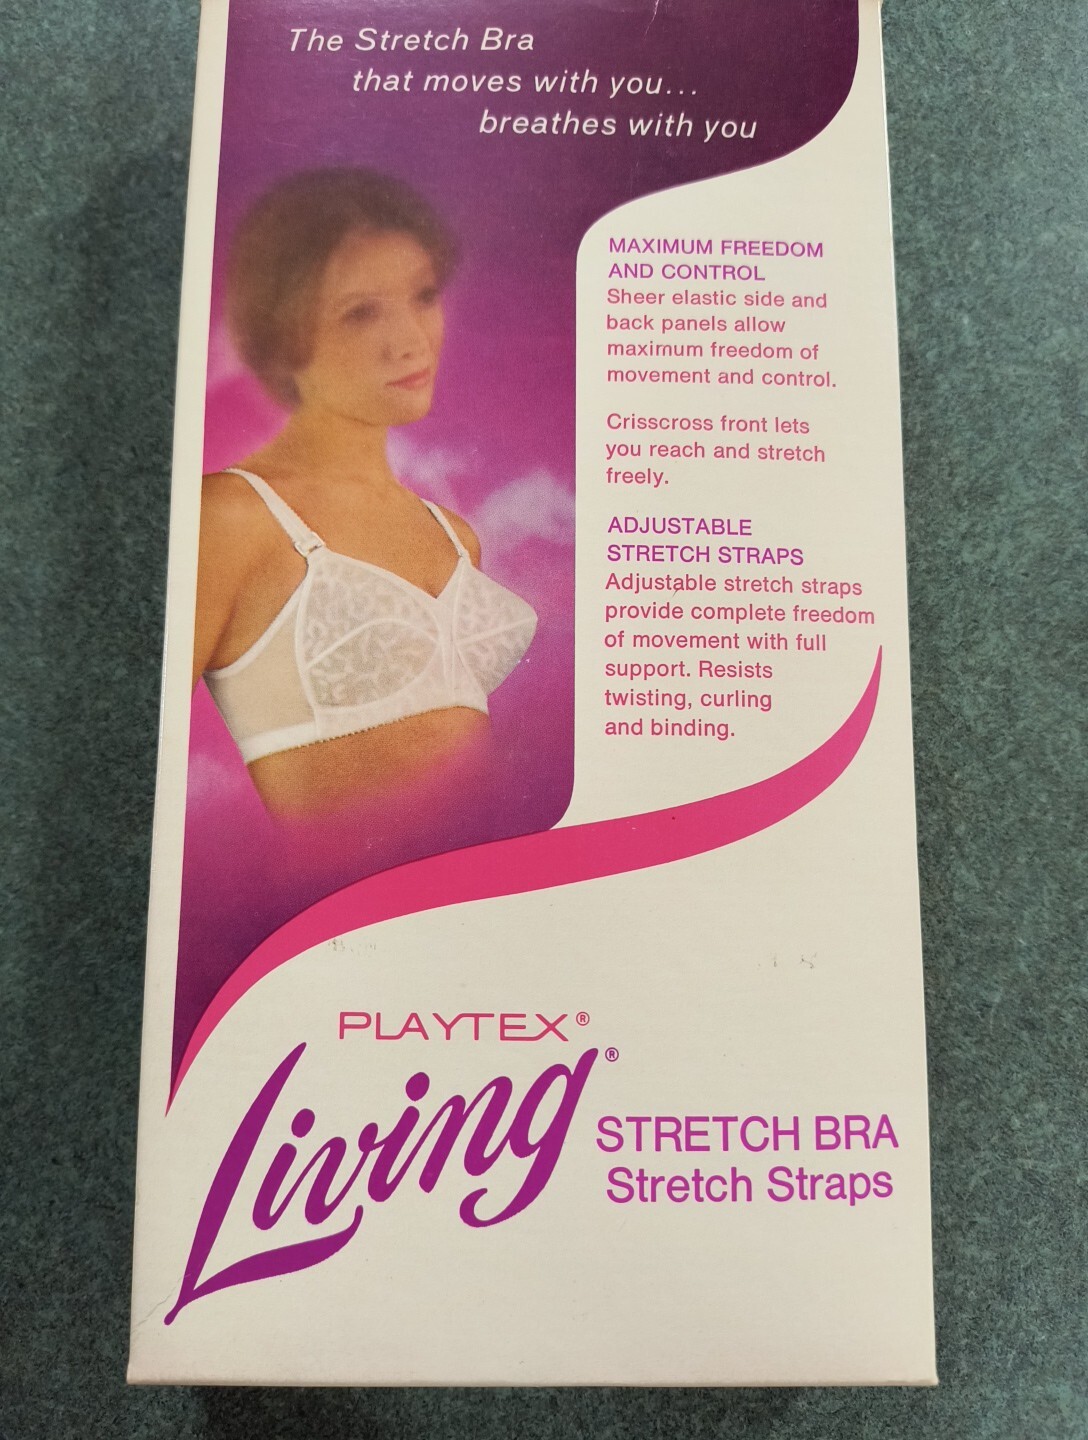 The Stretch Bra
that moves with you...
breathes with you
MAXIMUM FREEDOM
AND CONTROL
Sheer elastic side and
back panels allow
maximum freedom of
movement and control.
Crisscross front lets
you reach and stretch
freely.
ADJUSTABLE
STRETCH STRAPS
Adjustable stretch straps
provide complete freedom
of movement with full
support. Resists
twisting, curling
and binding.
PLAYTEX®
Living®
STRETCH BRA
Stretch Straps